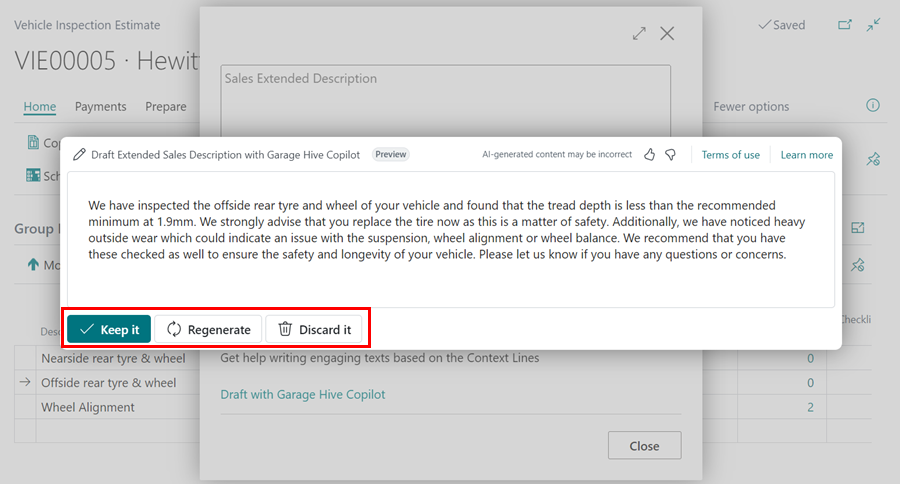 Vehicle Inspection Estimate
Saved
VIE00005 · Hewitt
Sales Extended Description
Home Payments Prepare Fewer options
Draft Extended Sales Description with Garage Hive Copilot Preview AI-generated content may be incorrect Terms of use Learn more
We have inspected the offside rear tyre and wheel of your vehicle and found that the tread depth is less than the recommended
minimum at 1.9mm. We strongly advise that you replace the tire now as this is a matter of safety. Additionally, we have noticed heavy
outside wear which could indicate an issue with the suspension, wheel alignment or wheel balance. We recommend that you have
these checked as well to ensure the safety and longevity of your vehicle. Please let us know if you have any questions or concerns.
Group
Keep it Regenerate Discard it
Nearside rear tyre & wheel 0
Get help writing engaging texts based on the Context Lines
Offside rear tyre & wheel 0
Draft with Garage Hive Copilot
Wheel Alignment 2
Close